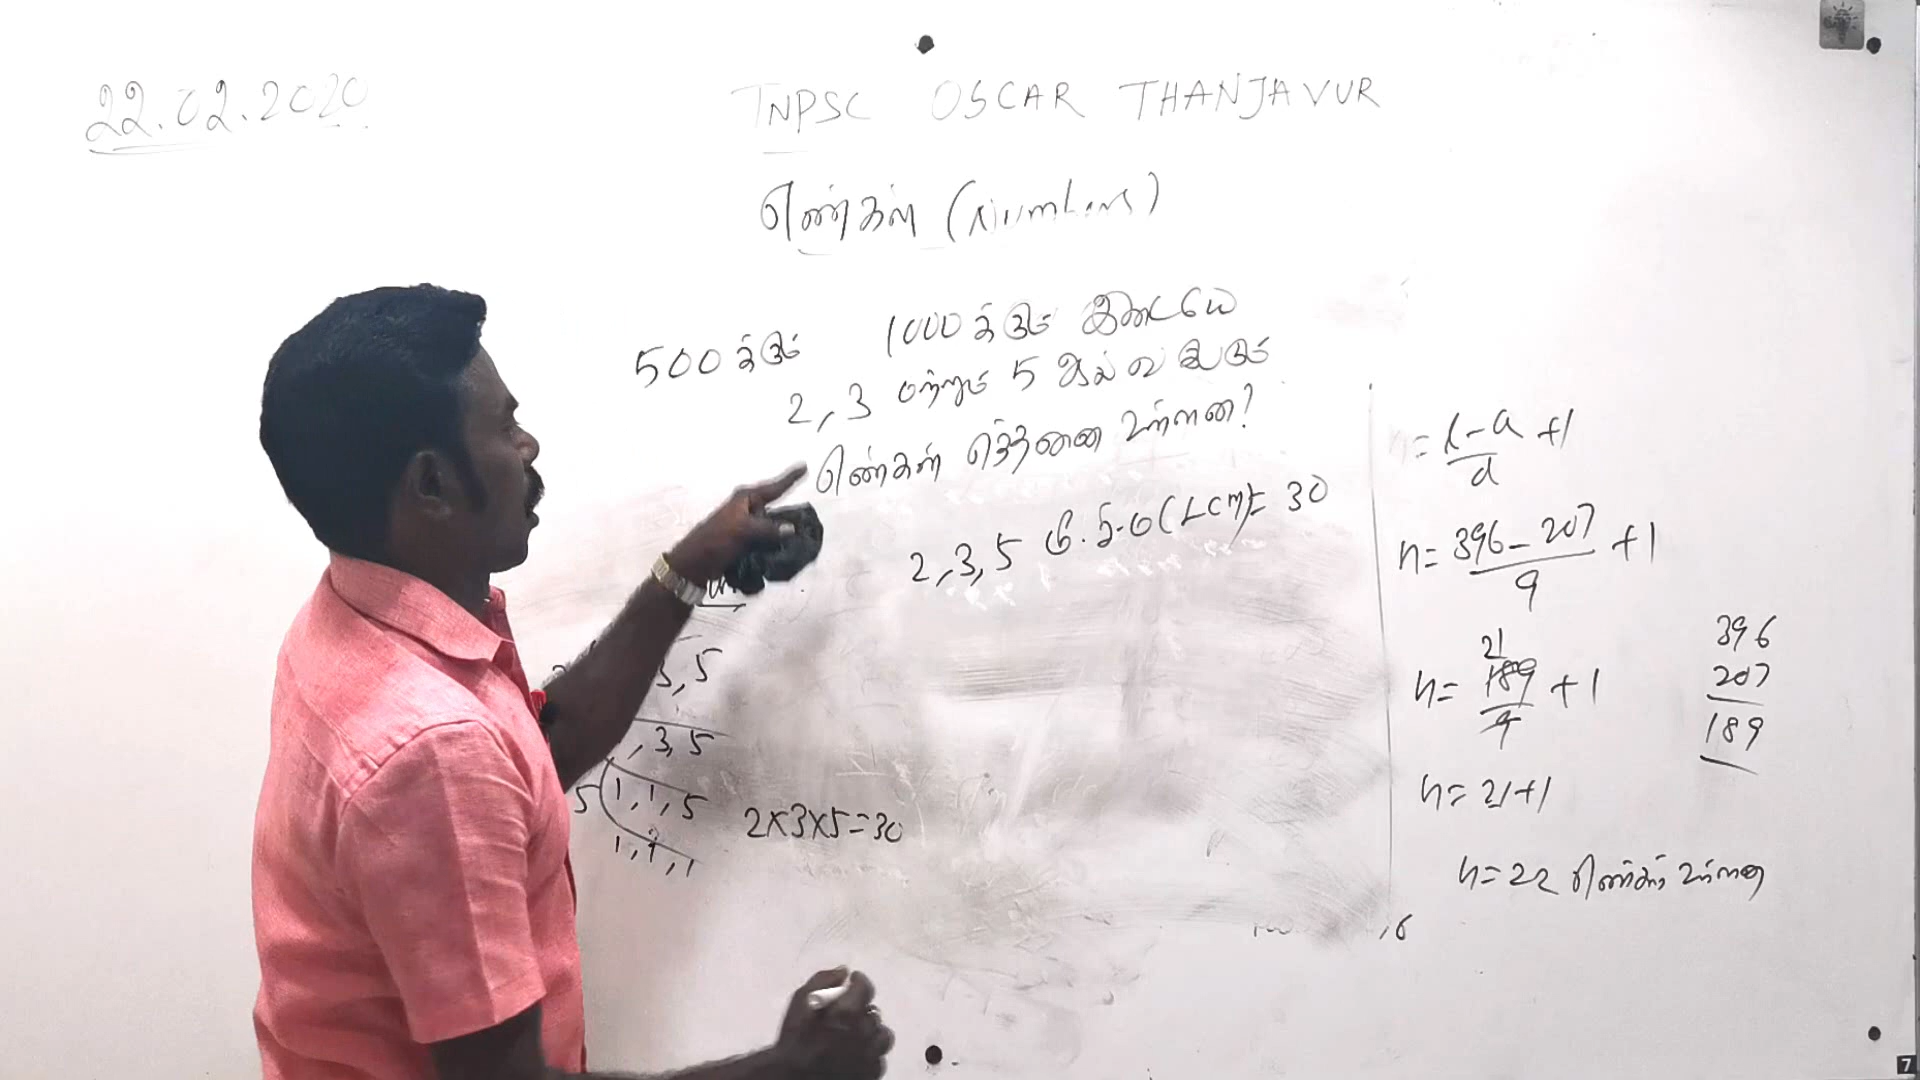 22.02.2020
TNPSC OSCAR THANJAVUR
எண்கள் (Numbers)
500க்கும் 1000க்கும் இடையே
2, 3 மற்றும் 5 ஆல் வகுபடும்
எண்கள் எத்தனை உள்ளன?
2, 3, 5 மீ.சி.ம (LCM) = 30
3, 5
, 3, 5
5 1, 1, 5
1, 1, 1
2×3×5=30
n = l-a/d +1
n = 396-207/9 +1
n = 21 189/9 +1
396
207
189
n = 21+1
n = 22 எண்கள் உள்ளன
7